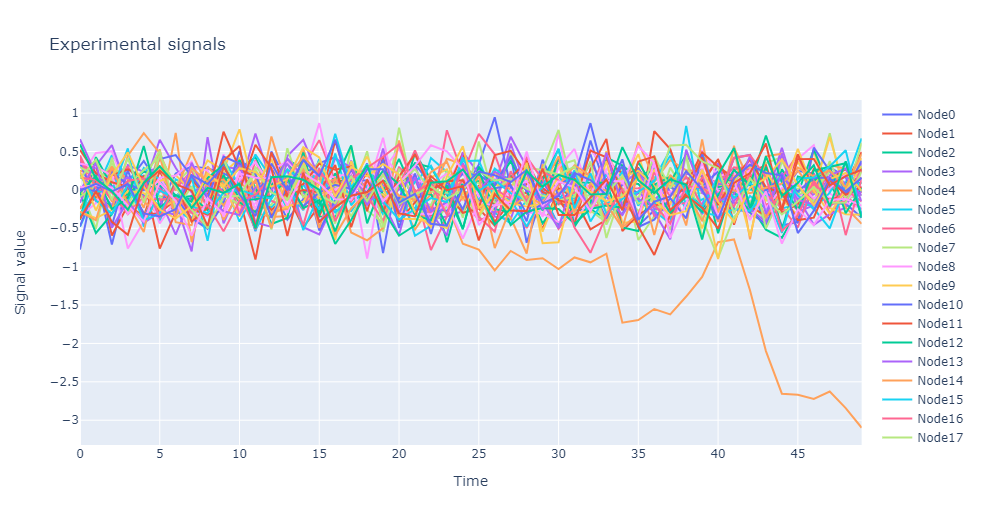 Experimental signals
1
0.5
0
−0.5
−1
−1.5
−2
−2.5
−3
Signal value
0 5 10 15 20 25 30 35 40 45
Time
Node0
Node1
Node2
Node3
Node4
Node5
Node6
Node7
Node8
Node9
Node10
Node11
Node12
Node13
Node14
Node15
Node16
Node17